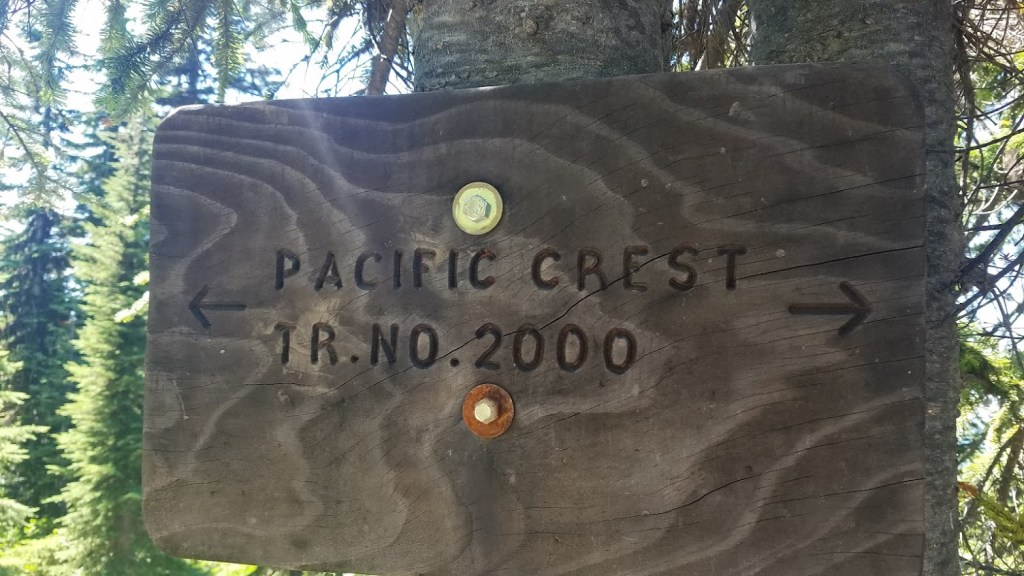 PACIFIC CREST
TR. NO. 2000